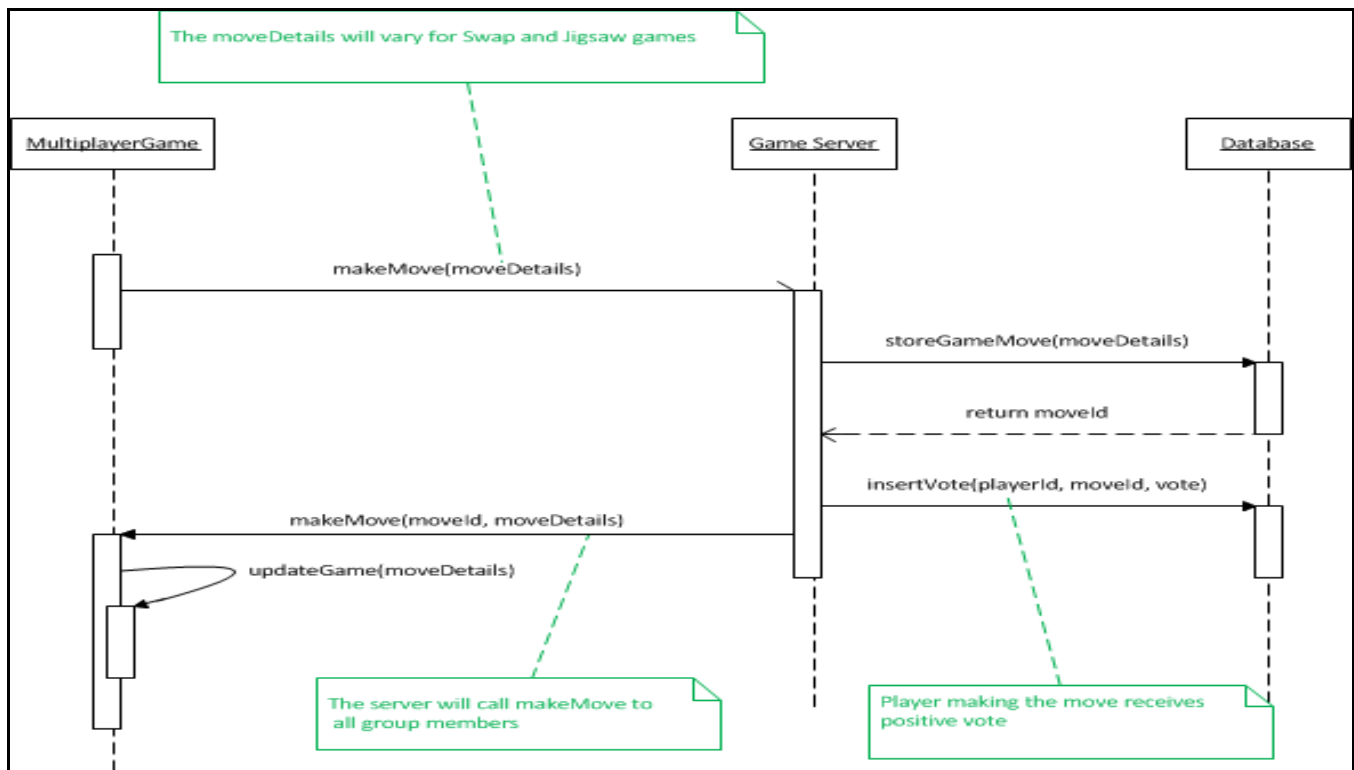 The moveDetails will vary for Swap and Jigsaw games
MultiplayerGame
Game Server
Database
makeMove(moveDetails)
storeGameMove(moveDetails)
return moveId
insertVote(playerId, moveId, vote)
makeMove(moveId, moveDetails)
updateGame(moveDetails)
The server will call makeMove to
all group members
Player making the move receives
positive vote